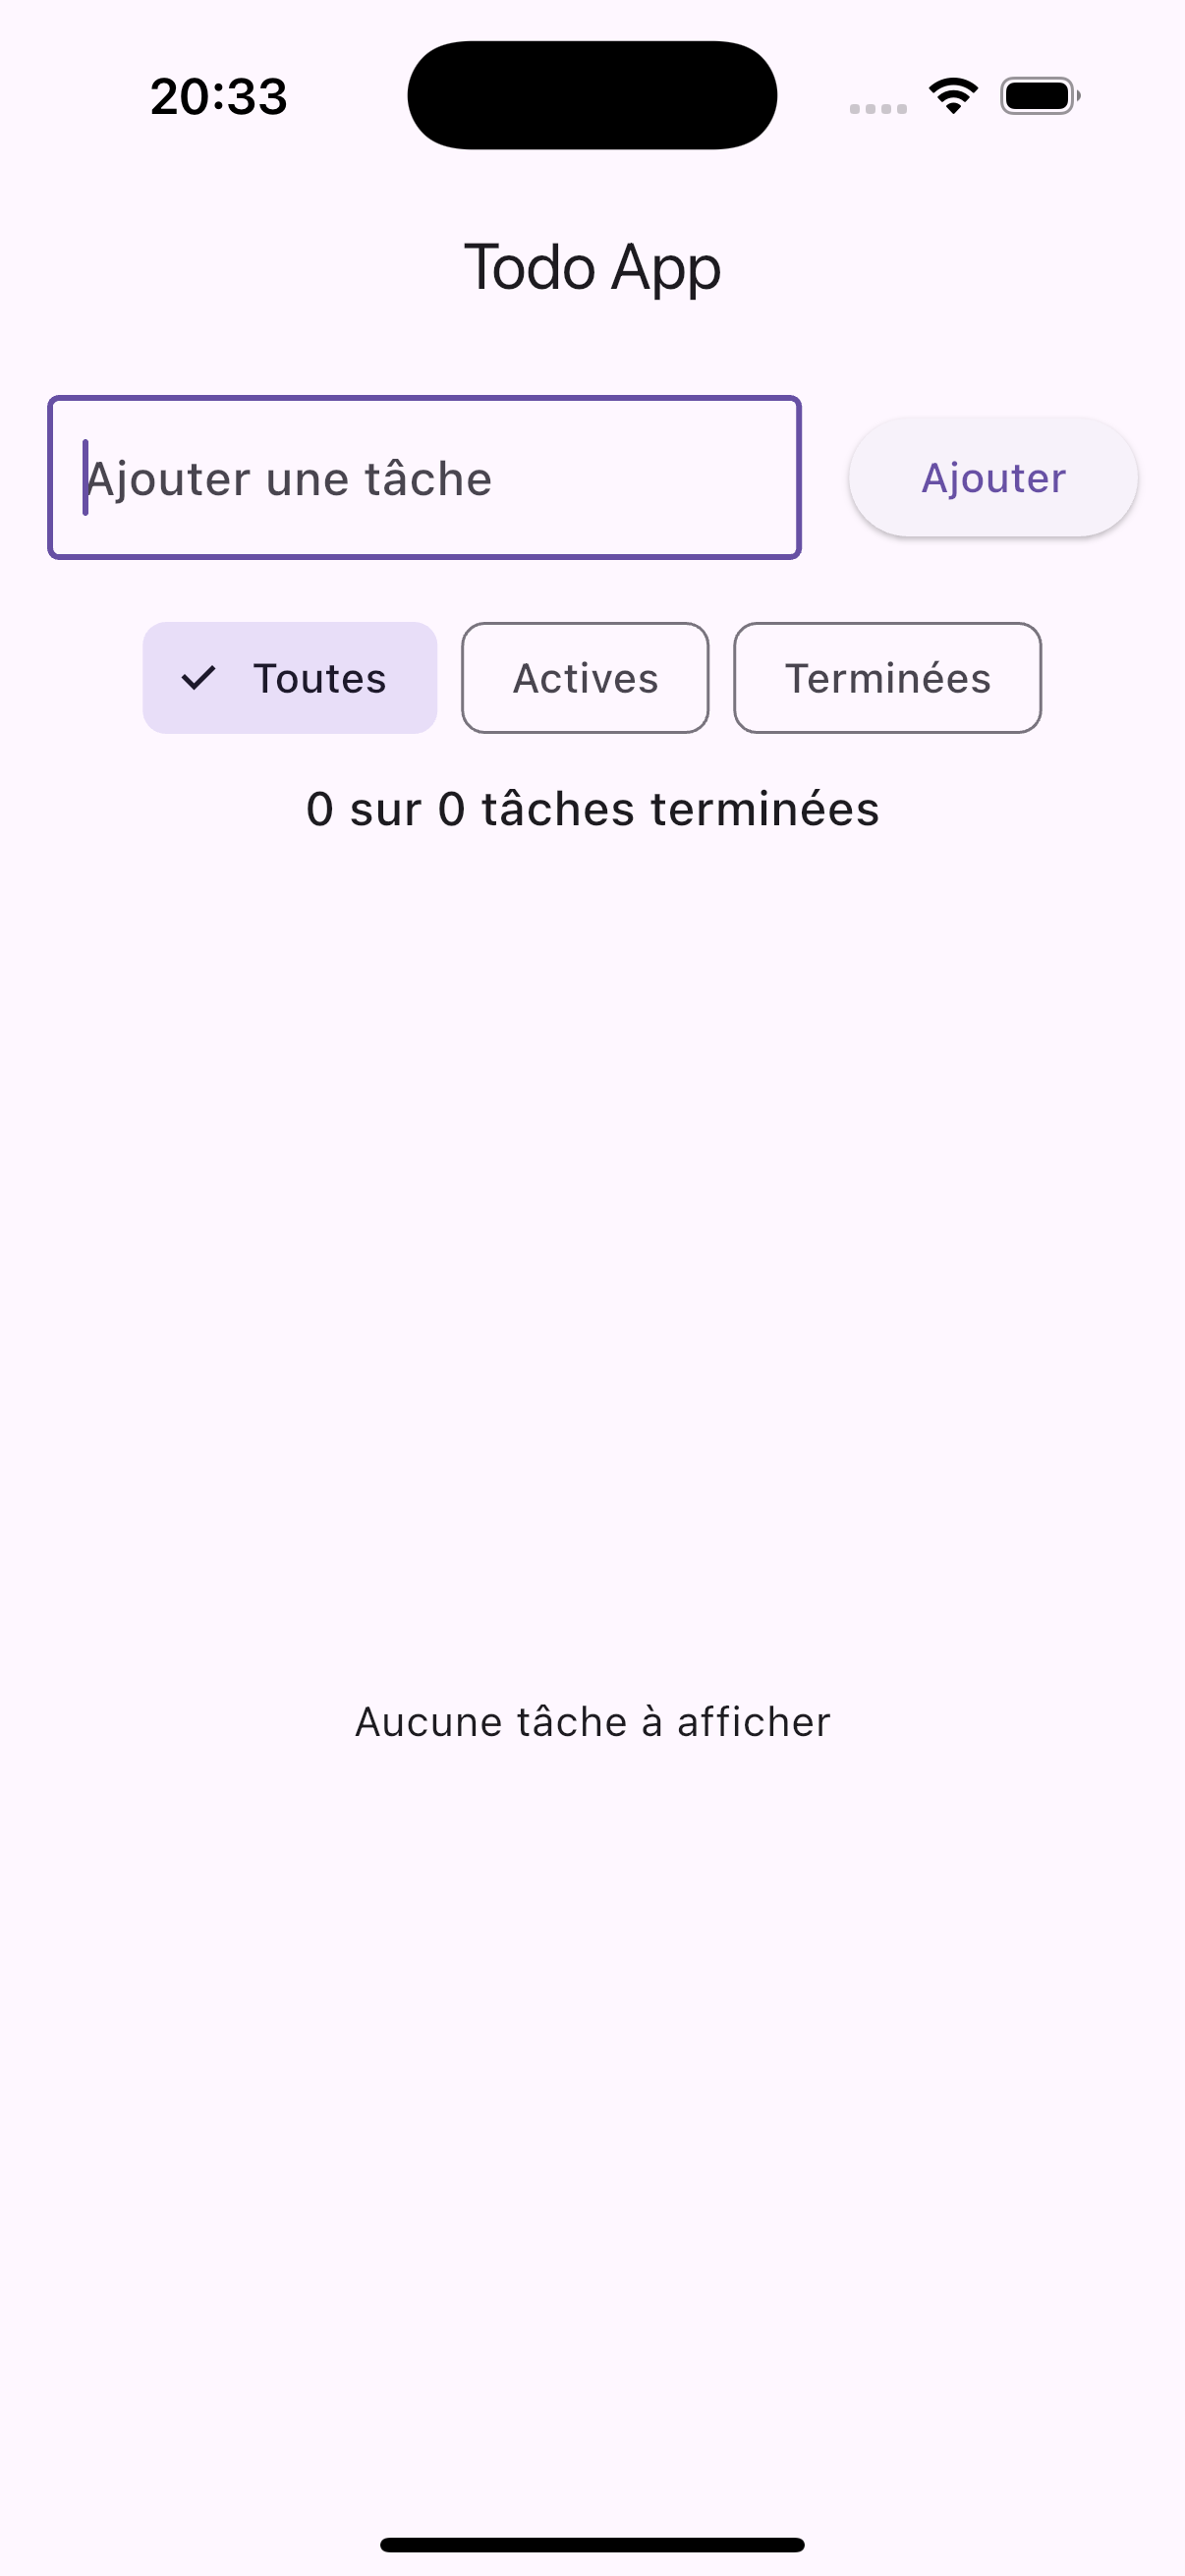 20:33
Todo App
Ajouter une tâche
Ajouter
Toutes
Actives
Terminées
0 sur 0 tâches terminées
Aucune tâche à afficher